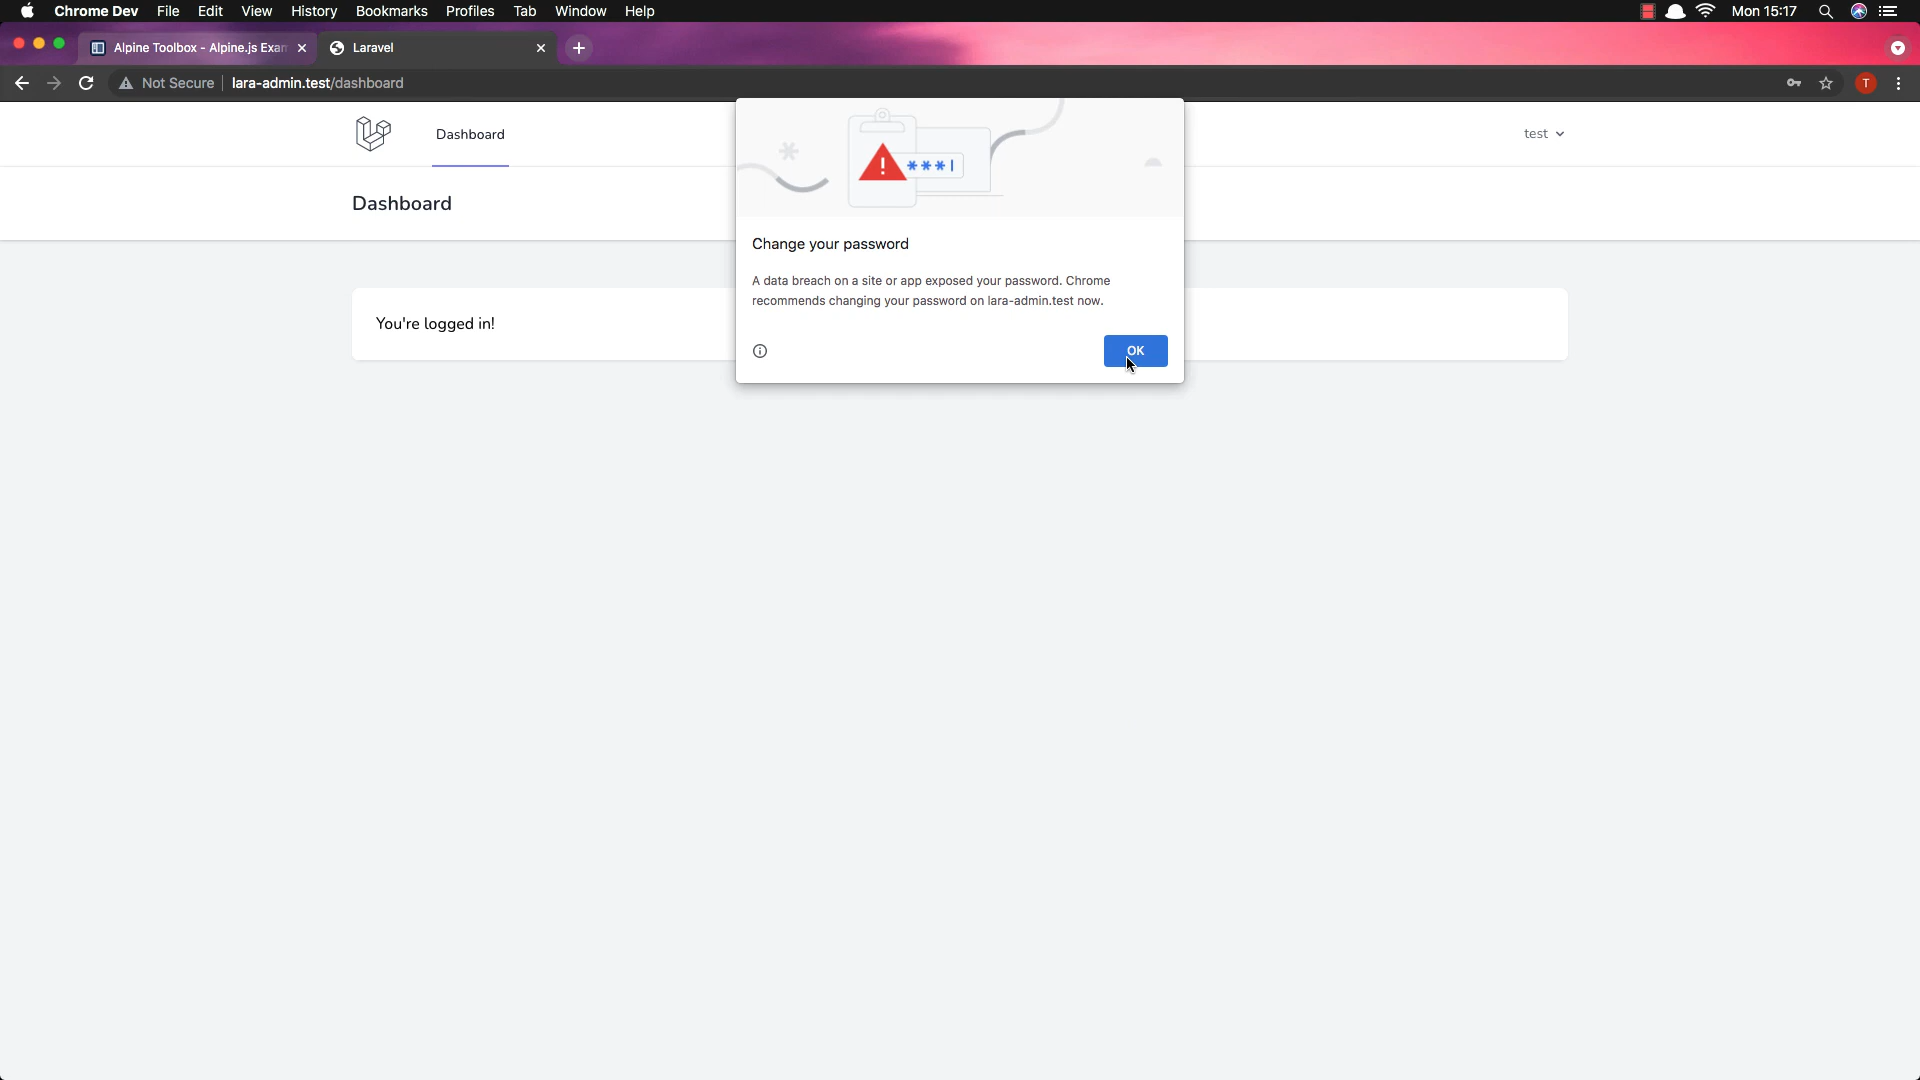 Chrome Dev File Edit View History Bookmarks Profiles Tab Window Help Mon 15:17
Alpine Toolbox - Alpine.js Exam Laravel
Not Secure lara-admin.test/dashboard T
Dashboard test
Dashboard
***
Change your password
A data breach on a site or app exposed your password. Chrome
recommends changing your password on lara-admin.test now.
You're logged in!
OK